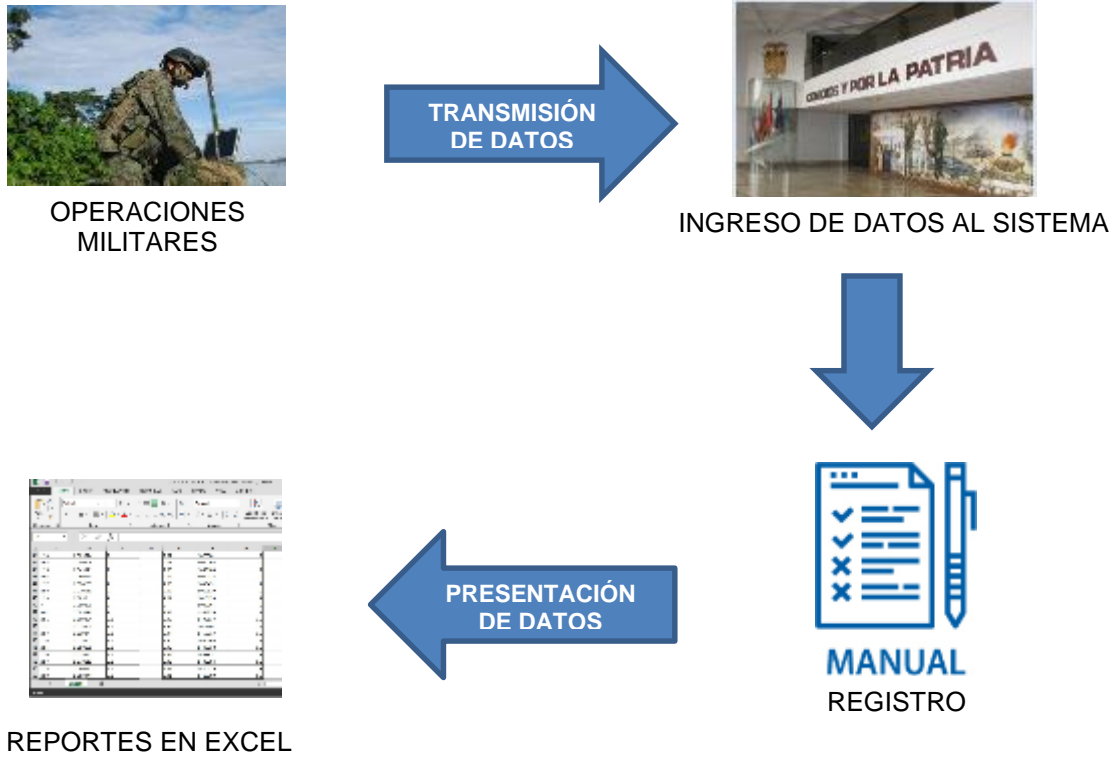 TRANSMISIÓN
DE DATOS
Y POR LA PATRIA
OPERACIONES
MILITARES
INGRESO DE DATOS AL SISTEMA
PRESENTACIÓN
DE DATOS
MANUAL
REGISTRO
REPORTES EN EXCEL